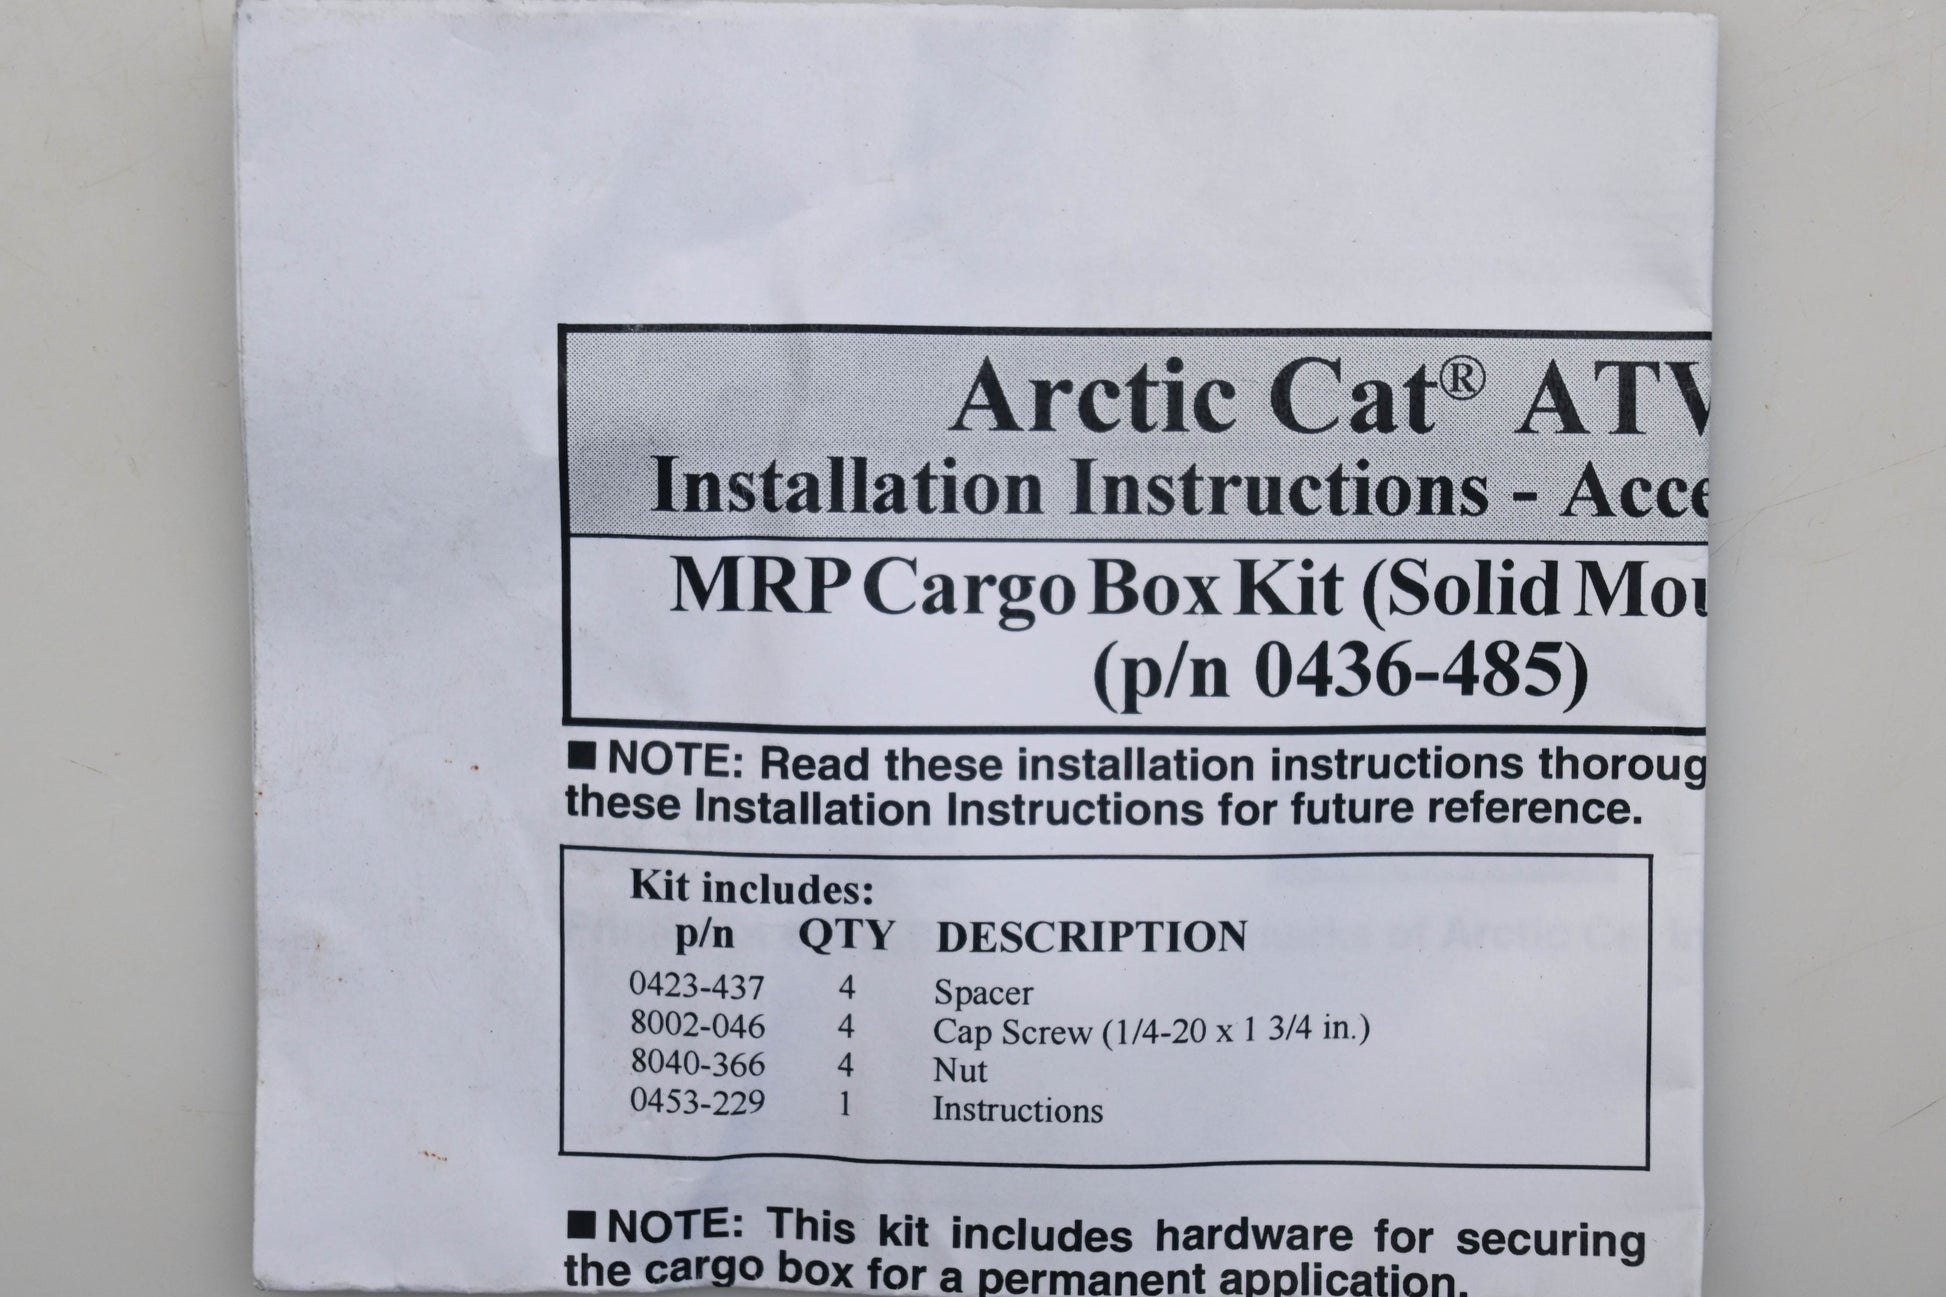 Arctic Cat® ATV
Installation Instructions - Acce
MRP Cargo Box Kit (Solid Mou
(p/n 0436-485)
■ NOTE: Read these installation instructions thoroug
these Installation Instructions for future reference.
Kit includes:
p/n QTY DESCRIPTION
0423-437 4 Spacer
8002-046 4 Cap Screw (1/4-20 x 1 3/4 in.)
8040-366 4 Nut
0453-229 1 Instructions
■ NOTE: This kit includes hardware for securing
the cargo box for a permanent application.